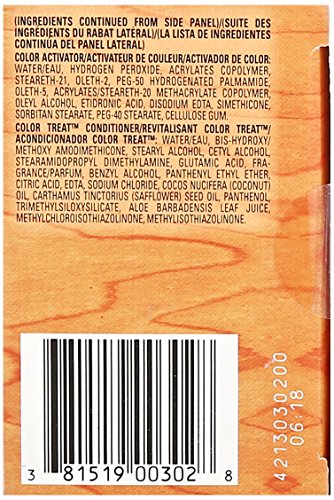 (INGREDIENTS CONTINUED FROM SIDE PANEL)/(SUITE DES
INGRÉDIENTS DU RABAT LATÉRAL)/(LA LISTA DE INGREDIENTES
CONTINUA DEL PANEL LATERAL)
COLOR ACTIVATOR/ACTIVATEUR DE COULEUR/ACTIVADOR DE COLOR:
WATER/EAU, HYDROGEN PEROXIDE, ACRYLATES COPOLYMER,
STEARETH-21, OLETH-2, PEG-50 HYDROGENATED PALMAMIDE,
OLETH-5, ACRYLATES/STEARETH-20 METHACRYLATE COPOLYMER,
OLEYL ALCOHOL, ETIDRONIC ACID, DISODIUM EDTA, SIMETHICONE,
SORBITAN STEARATE, PEG-40 STEARATE, CELLULOSE GUM.
COLOR TREAT™ CONDITIONER/REVITALISANT COLOR TREAT™/
ACONDICIONADOR COLOR TREAT™: WATER/EAU, BIS-HYDROXY/
METHOXY AMODIMETHICONE, STEARYL ALCOHOL, CETYL ALCOHOL,
STEARAMIDOPROPYL DIMETHYLAMINE, GLUTAMIC ACID, FRA-
GRANCE/PARFUM, BENZYL ALCOHOL, PANTHENYL ETHYL ETHER,
CITRIC ACID, EDTA, SODIUM CHLORIDE, COCOS NUCIFERA (COCONUT)
OIL, CARTHAMUS TINCTORIUS (SAFFLOWER) SEED OIL, PANTHENOL,
TRIMETHYLSILOXYSILICATE, ALOE BARBADENSIS LEAF JUICE,
METHYLCHLOROISOTHIAZOLINONE, METHYLISOTHIAZOLINONE.
3 81519 00302 8
4213030200
06:18